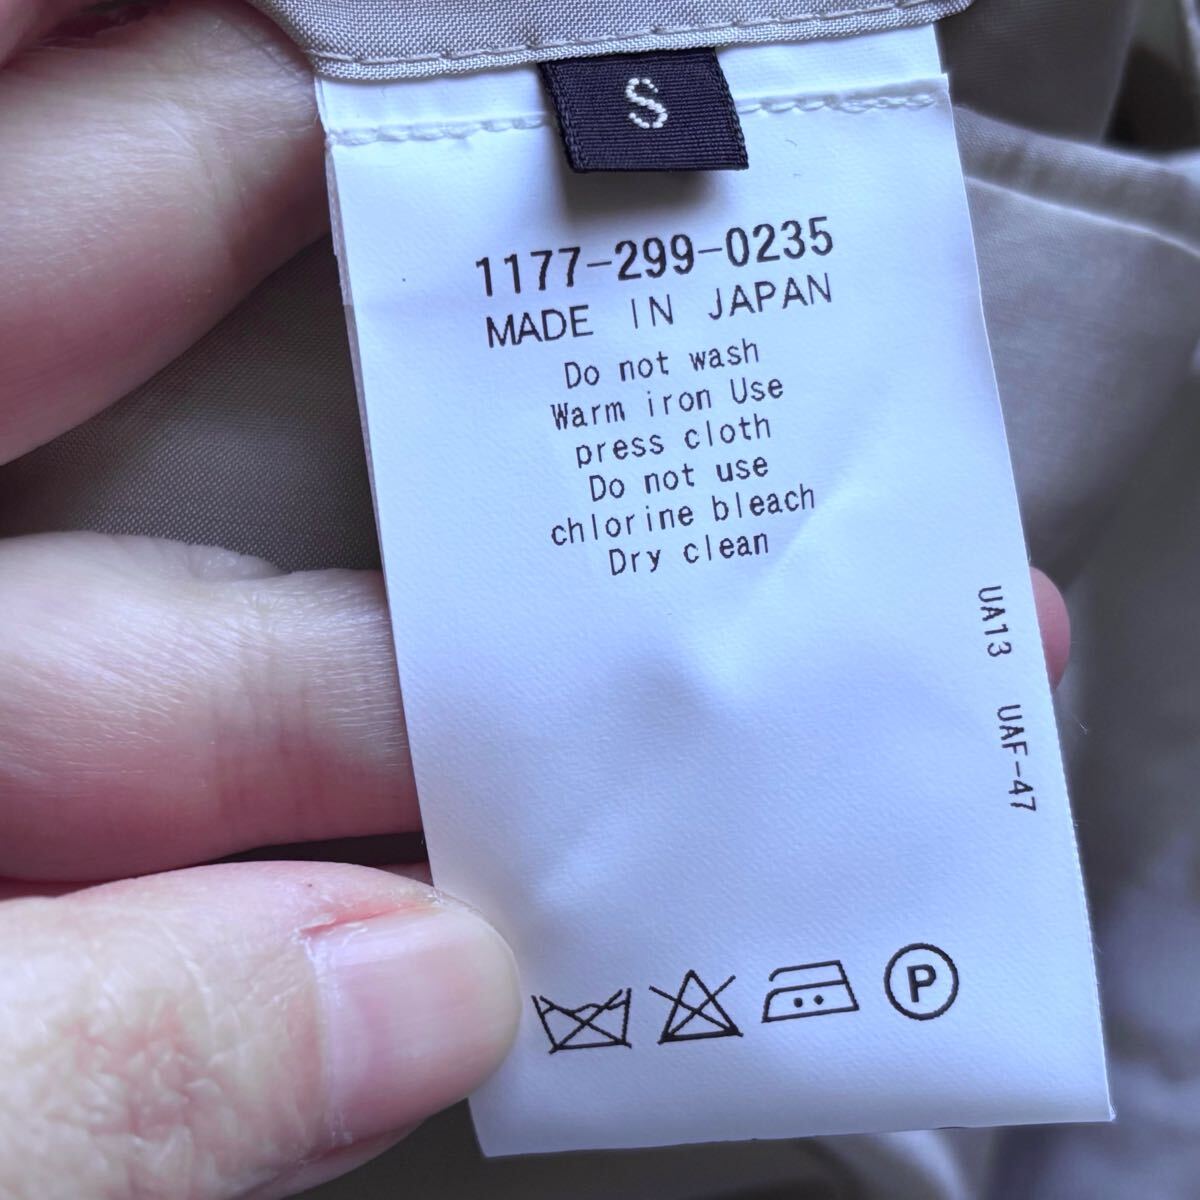 S
1177-299-0235
MADE IN JAPAN
Do not wash
Warm iron Use
press cloth
Do not use
chlorine bleach
Dry clean
UA13 UAF-47
P